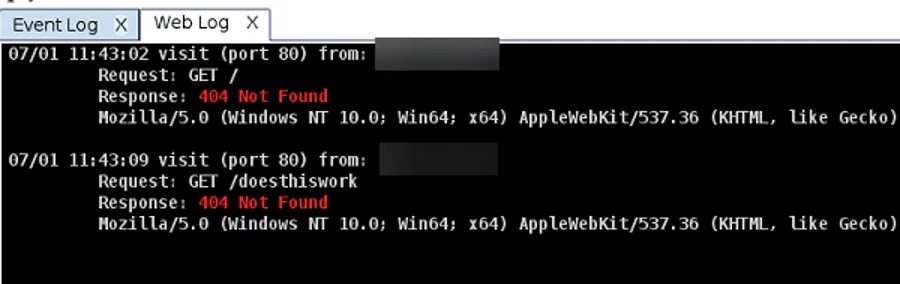 Event Log X Web Log X
07/01 11:43:02 visit (port 80) from:
Request: GET /
Response: 404 Not Found
Mozilla/5.0 (Windows NT 10.0; Win64; x64) AppleWebKit/537.36 (KHTML, like Gecko)
07/01 11:43:09 visit (port 80) from:
Request: GET /doesthiswork
Response: 404 Not Found
Mozilla/5.0 (Windows NT 10.0; Win64; x64) AppleWebKit/537.36 (KHTML, like Gecko)